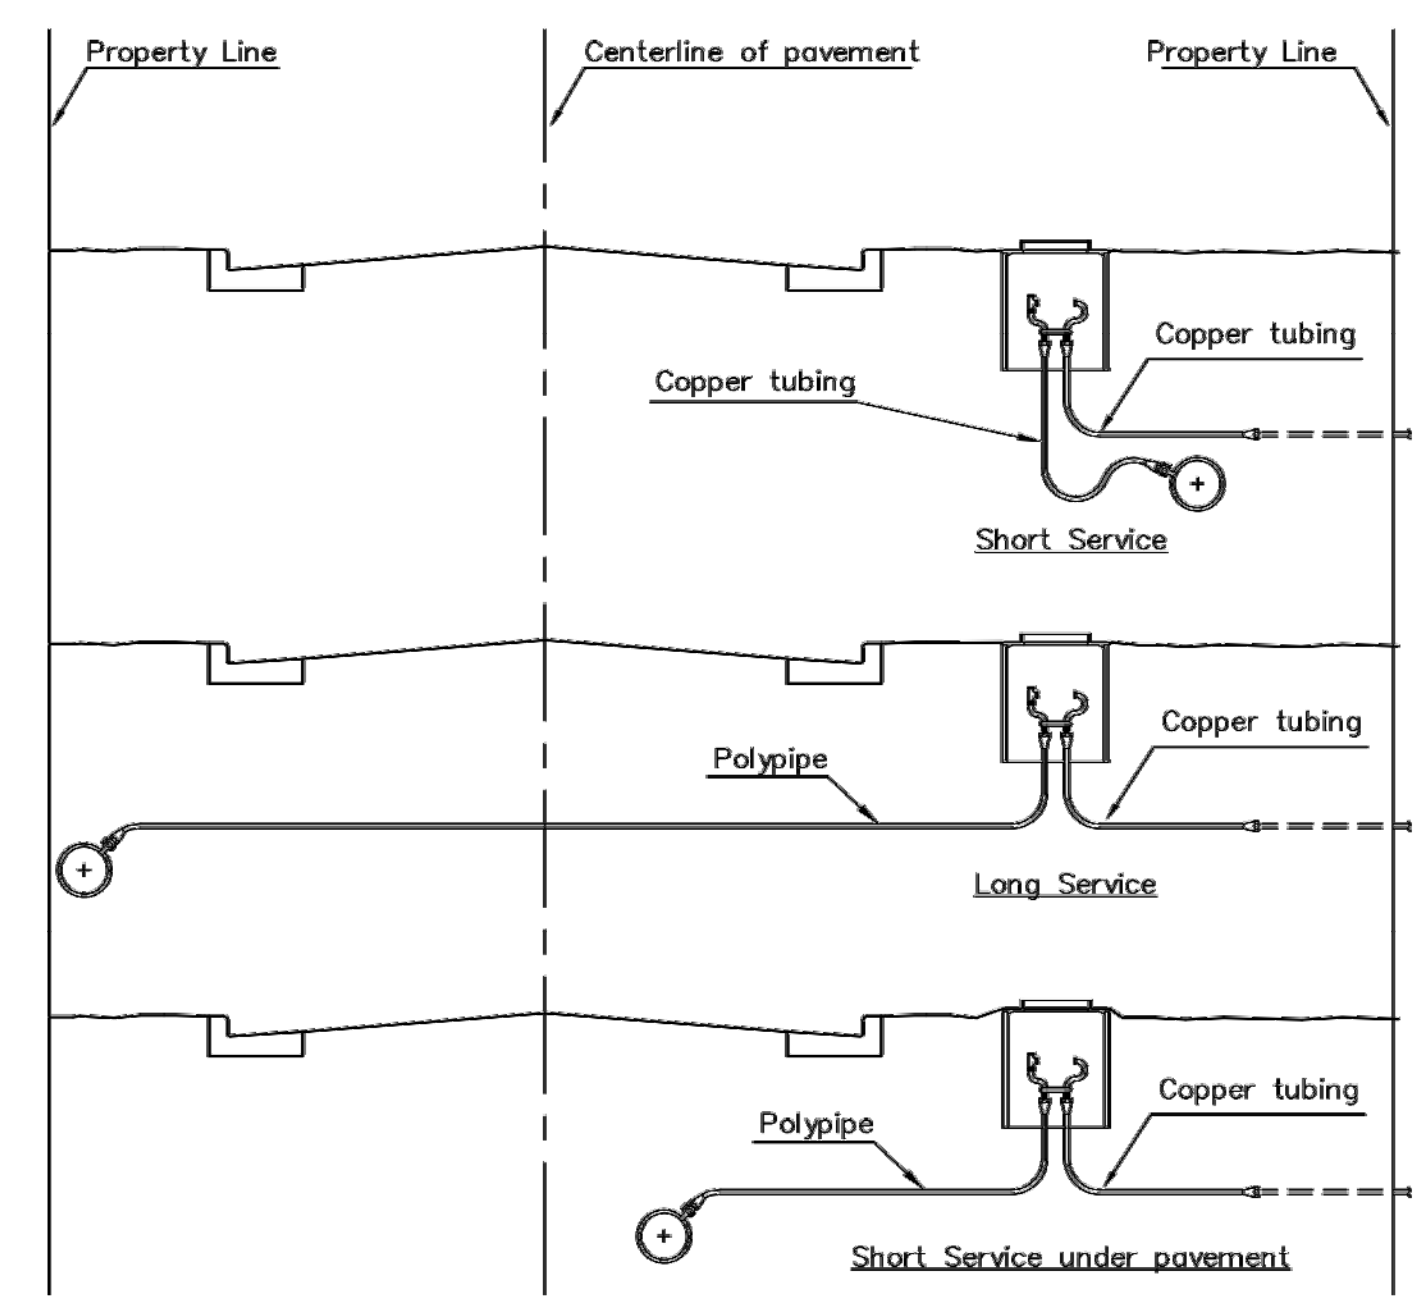 Property Line
Centerline of pavement
Property Line
Copper tubing
Copper tubing
Short Service
Copper tubing
Polypipe
Long Service
Copper tubing
Polypipe
Short Service under pavement